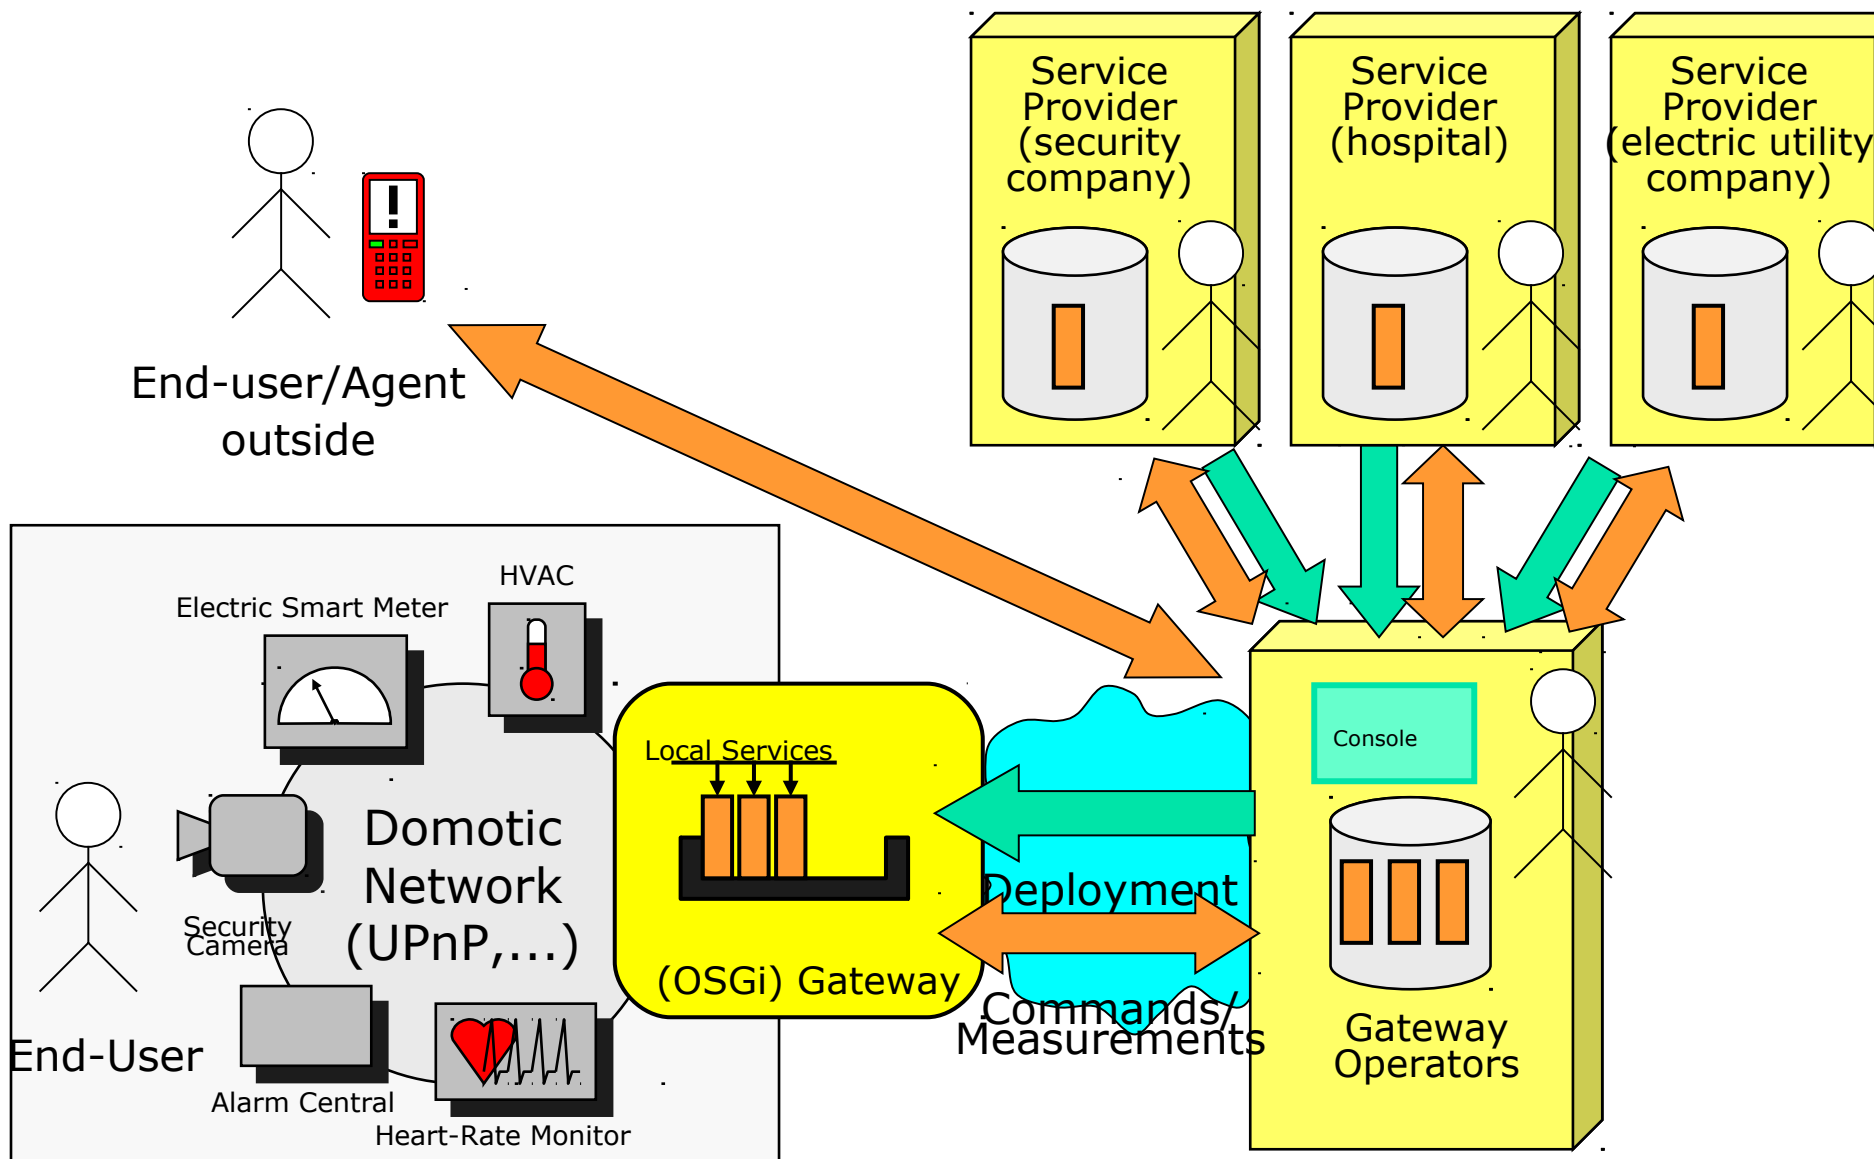 Service
Provider
(security
company)
Service
Provider
(hospital)
Service
Provider
(electric utility
company)
!
End-user/Agent
outside
HVAC
Electric Smart Meter
Local Services
Console
Domotic
Network
(UPnP,...)
Security
Camera
Deployment
(OSGi) Gateway
Commands/
Measurements
Gateway
Operators
End-User
Alarm Central
Heart-Rate Monitor